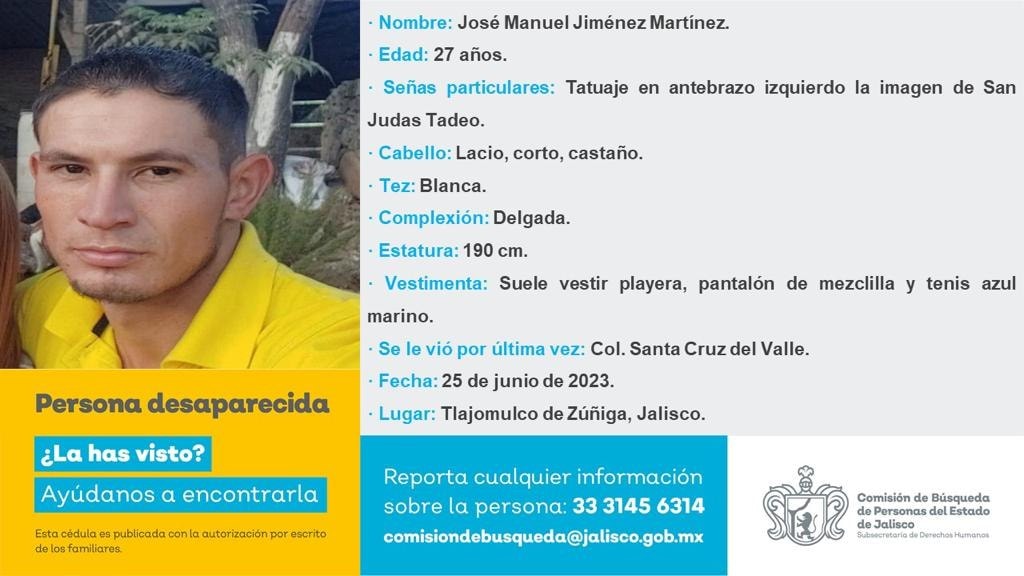 · Nombre: José Manuel Jiménez Martínez.
· Edad: 27 años.
· Señas particulares: Tatuaje en antebrazo izquierdo la imagen de San
Judas Tadeo.
· Cabello: Lacio, corto, castaño.
· Tez: Blanca.
· Complexión: Delgada.
· Estatura: 190 cm.
· Vestimenta: Suele vestir playera, pantalón de mezclilla y tenis azul
marino.
· Se le vió por última vez: Col. Santa Cruz del Valle.
· Fecha: 25 de junio de 2023.
· Lugar: Tlajomulco de Zúñiga, Jalisco.
Persona desaparecida
¿La has visto?
Ayúdanos a encontrarla
Esta cédula es publicada con la autorización por escrito
de los familiares.
Reporta cualquier información
sobre la persona: 33 3145 6314
comisiondebusqueda@jalisco.gob.mx
Comisión de Búsqueda
de Personas del Estado
de Jalisco
Subsecretaría de Derechos Humanos